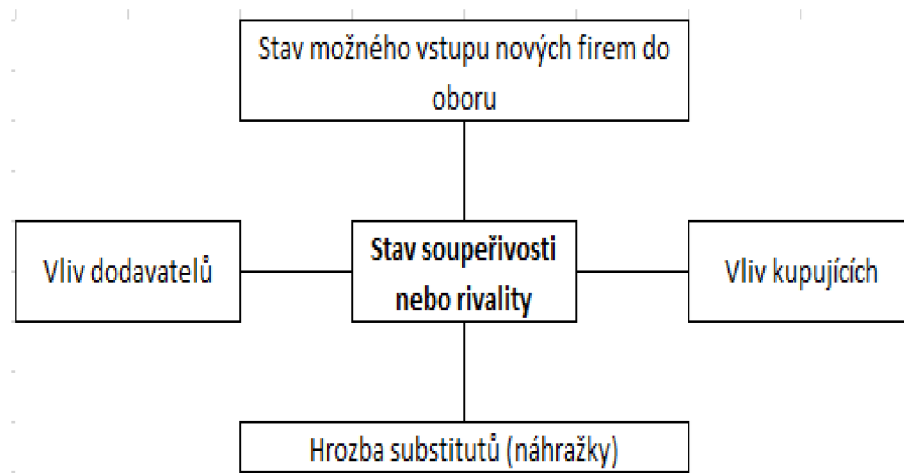 Stav možného vstupu nových firem do
oboru
Vliv dodavatelů
Stav soupeřivosti
nebo rivality
Vliv kupujících
Hrozba substitutů (náhražky)